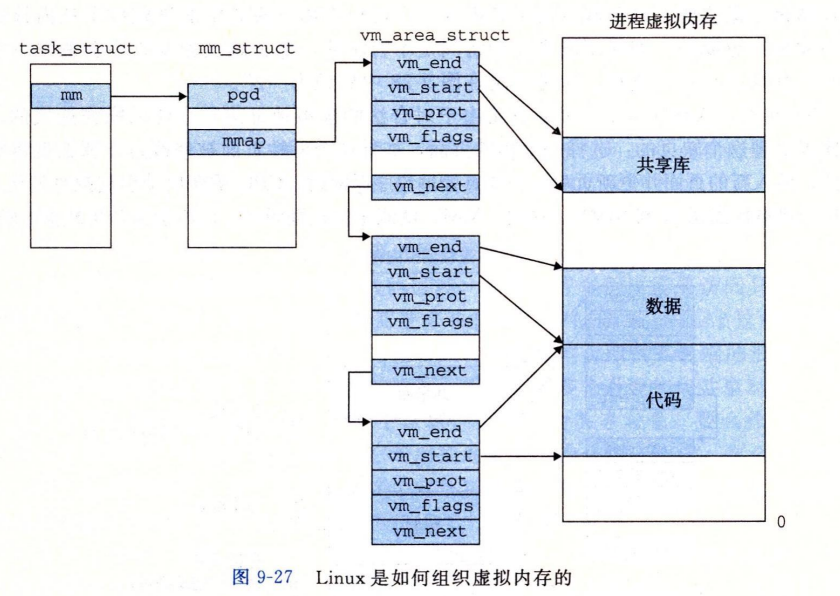 进程虚拟内存
task_struct
mm_struct
vm_area_struct
mm
pgd
mmap
vm_end
vm_start
vm_prot
vm_flags
vm_next
vm_end
vm_start
vm_prot
vm_flags
vm_next
vm_end
vm_start
vm_prot
vm_flags
vm_next
共享库
数据
代码
0
图 9-27 Linux 是如何组织虚拟内存的